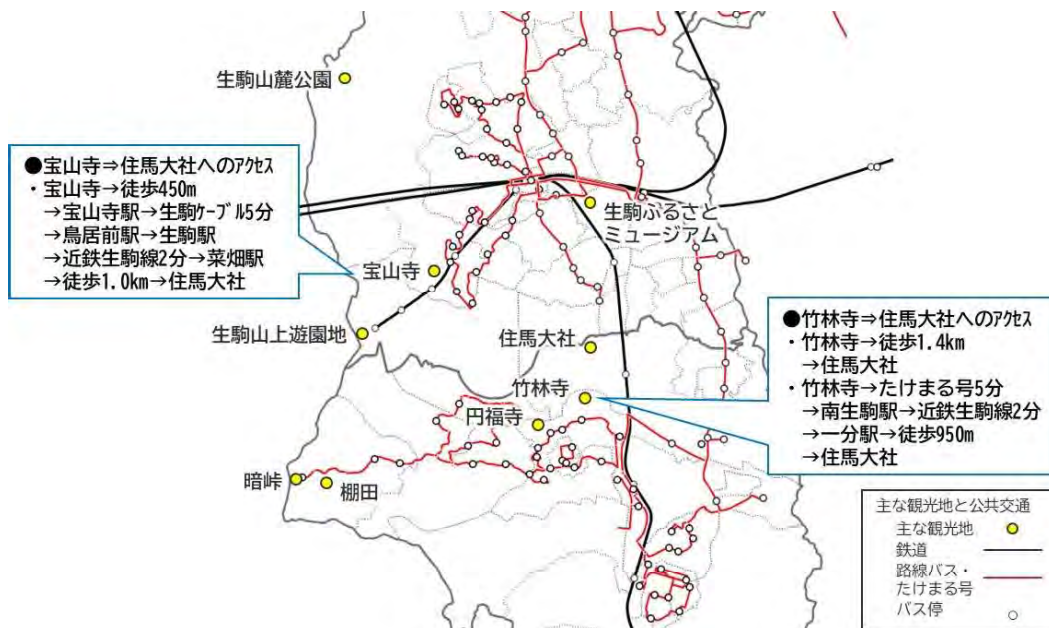 生駒山麓公園
●宝山寺⇒住馬大社へのｱｸｾｽ
・宝山寺→徒歩450m
→宝山寺駅→生駒ｹｰﾌﾞﾙ5分
→鳥居前駅→生駒駅
→近鉄生駒線2分→菜畑駅
→徒歩1.0km→住馬大社
生駒ふるさと
ミュージアム
宝山寺
生駒山上遊園地
住馬大社
●竹林寺⇒住馬大社へのｱｸｾｽ
・竹林寺→徒歩1.4km
→住馬大社
・竹林寺→たけまる号5分
→南生駒駅→近鉄生駒線2分
→一分駅→徒歩950m
→住馬大社
竹林寺
円福寺
暗峠
棚田
主な観光地と公共交通
主な観光地
鉄道
路線バス・
たけまる号
バス停